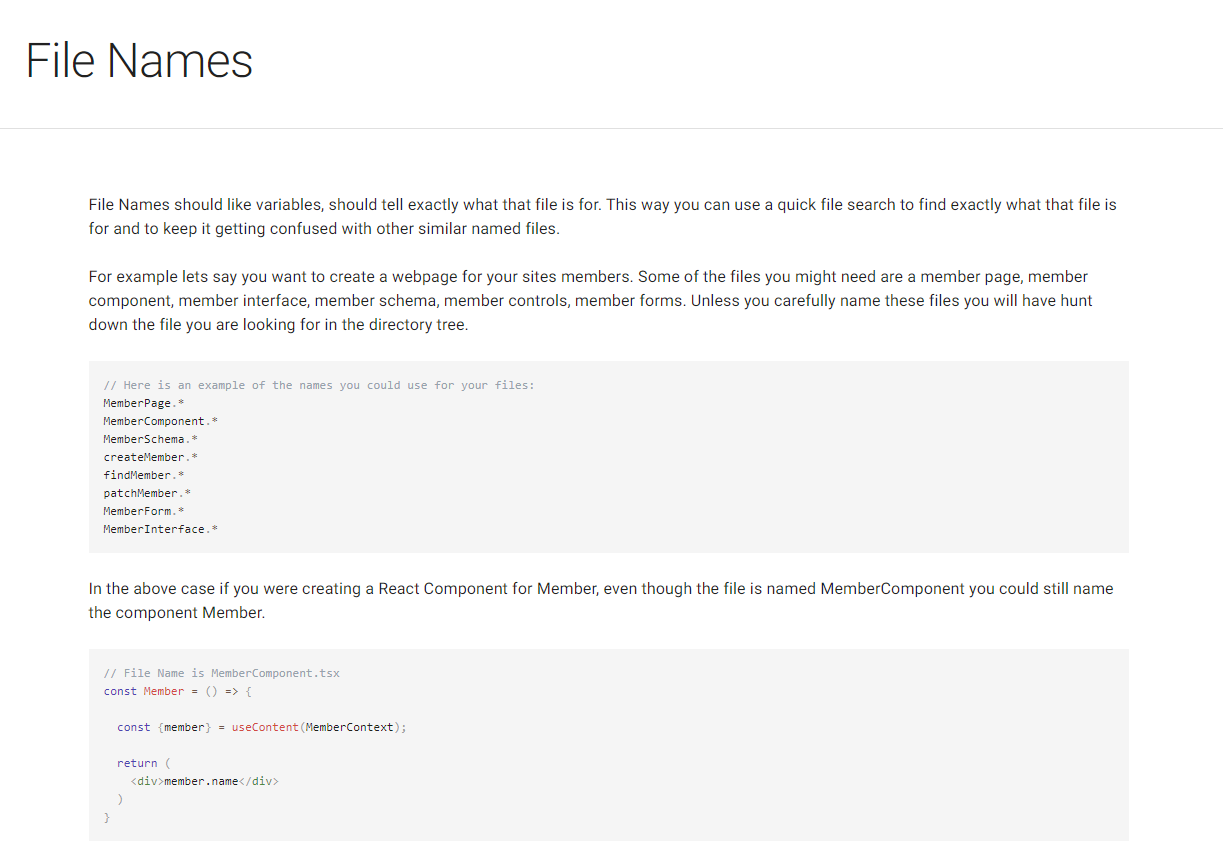 File Names
File Names should like variables, should tell exactly what that file is for. This way you can use a quick file search to find exactly what that file is
for and to keep it getting confused with other similar named files.
For example lets say you want to create a webpage for your sites members. Some of the files you might need are a member page, member
component, member interface, member schema, member controls, member forms. Unless you carefully name these files you will have hunt
down the file you are looking for in the directory tree.
// Here is an example of the names you could use for your files:
MemberPage.*
MemberComponent.*
MemberSchema.*
createMember.*
findMember.*
patchMember.*
MemberForm.*
MemberInterface.*
In the above case if you were creating a React Component for Member, even though the file is named MemberComponent you could still name
the component Member.
// File Name is MemberComponent.tsx
const Member = () => {
const {member} = useContent(MemberContext);
return (
<div>member.name</div>
)
}